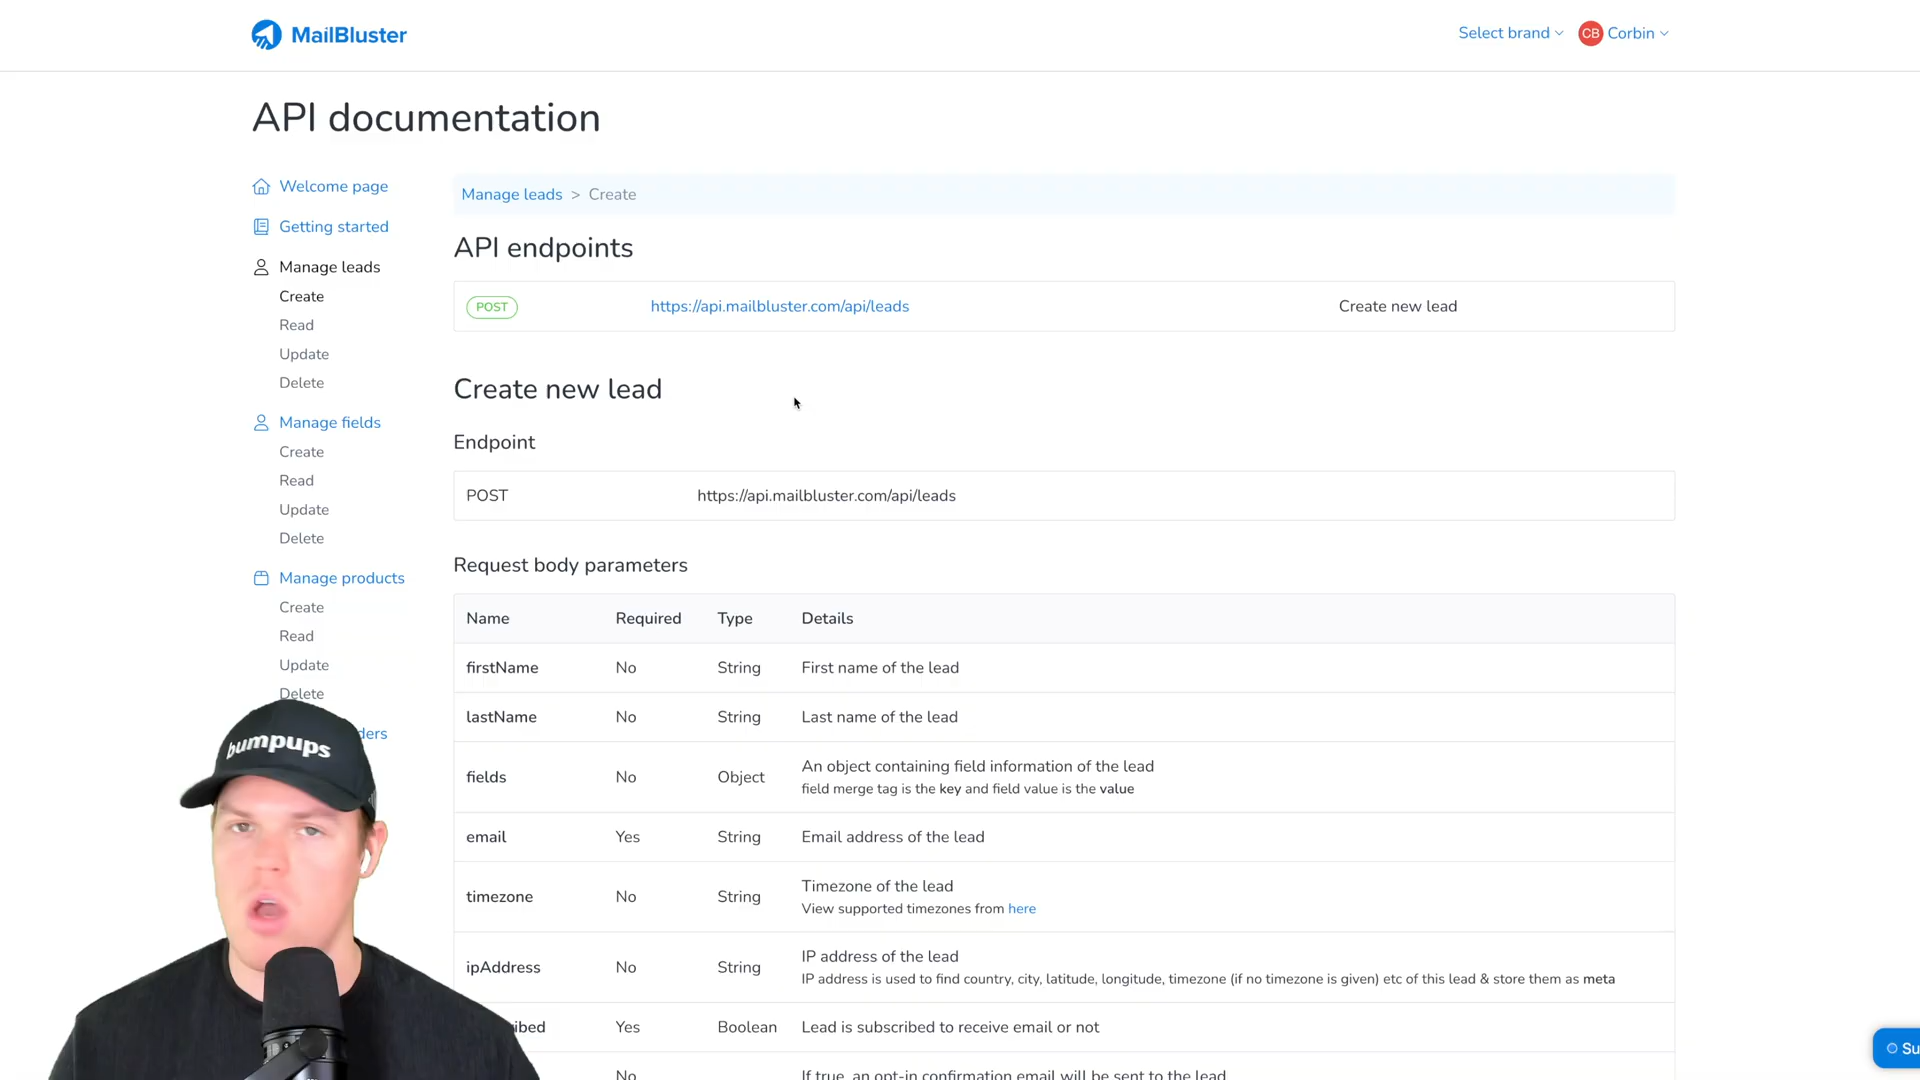 MailBluster
Select brand
CB Corbin
API documentation
Welcome page
Getting started
Manage leads
Create
Read
Update
Delete
Manage fields
Create
Read
Update
Delete
Manage products
Create
Read
Update
Delete
ders
Manage leads > Create
API endpoints
POST https://api.mailbluster.com/api/leads Create new lead
Create new lead
Endpoint
POST https://api.mailbluster.com/api/leads
Request body parameters
Name Required Type Details
firstName No String First name of the lead
lastName No String Last name of the lead
fields No Object An object containing field information of the lead
field merge tag is the key and field value is the value
email Yes String Email address of the lead
timezone No String Timezone of the lead
View supported timezones from here
ipAddress No String IP address of the lead
IP address is used to find country, city, latitude, longitude, timezone (if no timezone is given) etc of this lead & store them as meta
ibed Yes Boolean Lead is subscribed to receive email or not
No If true, an opt-in confirmation email will be sent to the lead
Su
bumpups